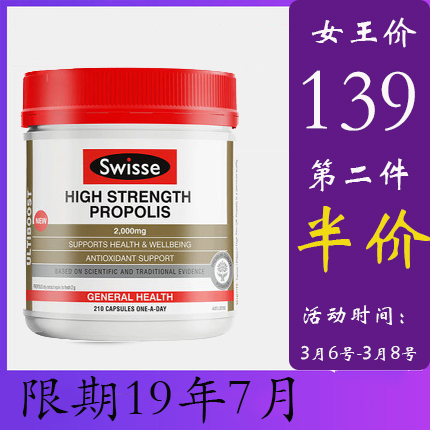 女王价
139
第二件
半价
活动时间：
3月6号-3月8号
Swisse
HIGH STRENGTH
PROPOLIS
2,000mg
SUPPORTS HEALTH & WELLBEING
ANTIOXIDANT SUPPORT
BASED ON SCIENTIFIC AND TRADITIONAL EVIDENCE
GENERAL HEALTH
210 CAPSULES ONE-A-DAY
ULTIBOOST
NEW
限期19年7月